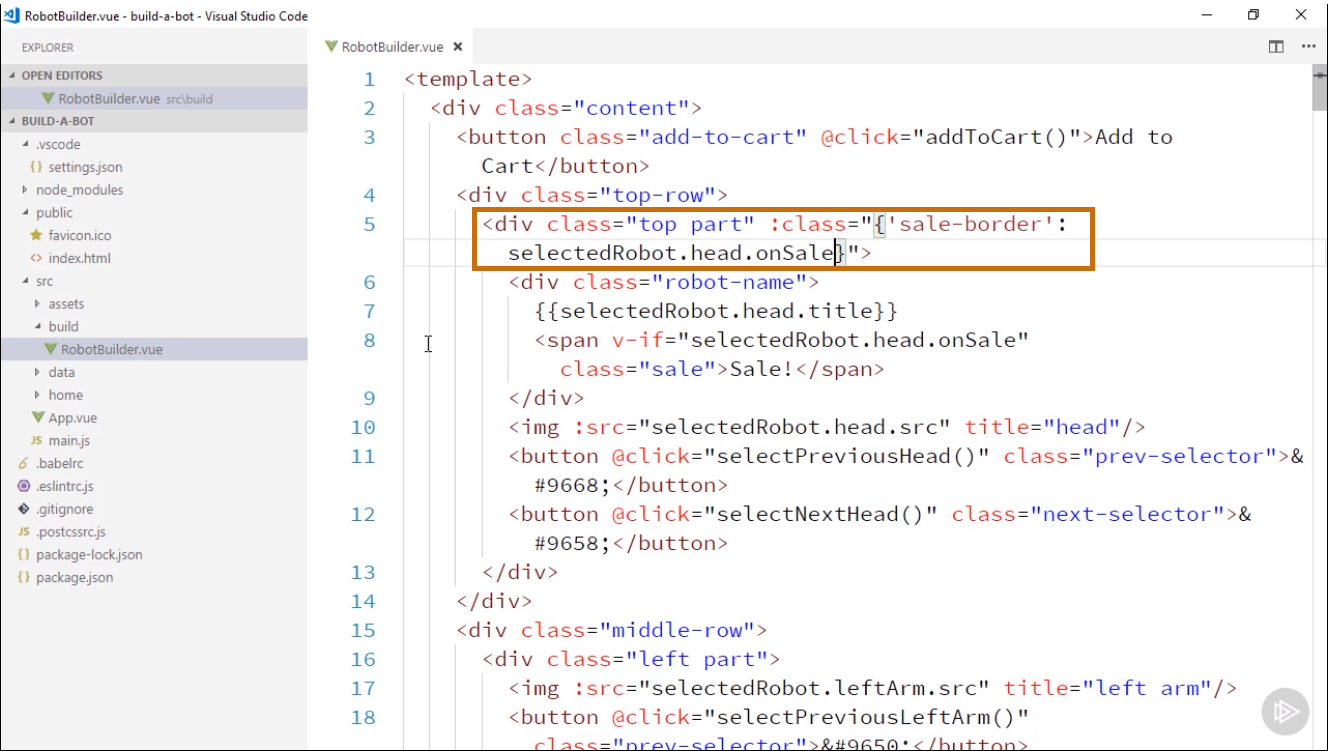 RobotBuilder.vue - build-a-bot - Visual Studio Code
EXPLORER
OPEN EDITORS
RobotBuilder.vue src\build
BUILD-A-BOT
.vscode
{} settings.json
node_modules
public
favicon.ico
<> index.html
src
assets
build
RobotBuilder.vue
data
home
App.vue
JS main.js
.babelrc
.eslintrc.js
.gitignore
JS .postcssrc.js
{} package-lock.json
{} package.json
RobotBuilder.vue
1 <template>
2 <div class="content">
3 <button class="add-to-cart" @click="addToCart()">Add to
Cart</button>
4 <div class="top-row">
5 <div class="top part" :class="{'sale-border':
selectedRobot.head.onSale}">
6 <div class="robot-name">
7 {{selectedRobot.head.title}}
8 <span v-if="selectedRobot.head.onSale"
class="sale">Sale!</span>
9 </div>
10 <img :src="selectedRobot.head.src" title="head"/>
11 <button @click="selectPreviousHead()" class="prev-selector">&
#9668;</button>
12 <button @click="selectNextHead()" class="next-selector">&
#9658;</button>
13 </div>
14 </div>
15 <div class="middle-row">
16 <div class="left part">
17 <img :src="selectedRobot.leftArm.src" title="left arm"/>
18 <button @click="selectPreviousLeftArm()"
class="prev-selector">&#9650;</button>